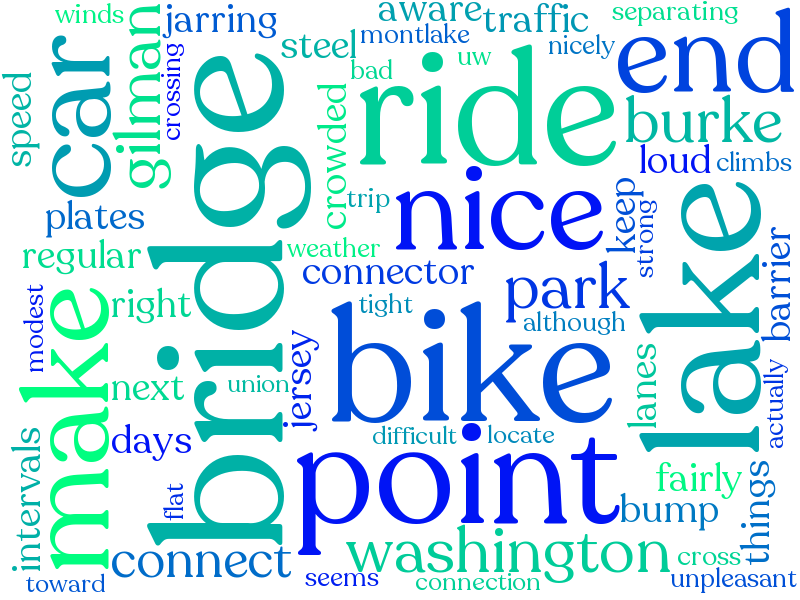 winds
jarring
aware
traffic
separating
montlake
steel
nicely
uw
bad
end
car
gilman
crossing
speed
ride
burke
crowded
loud
climbs
trip
nice
keep
strong
plates
bridge
lake
regular
weather
connector
barrier
park
right
tight
although
modest
make
bike
jersey
next
union
lanes
actually
days
difficult
locate
point
intervals
flat
fairly
bump
things
connect
washington
cross
toward
seems
connection
unpleasant